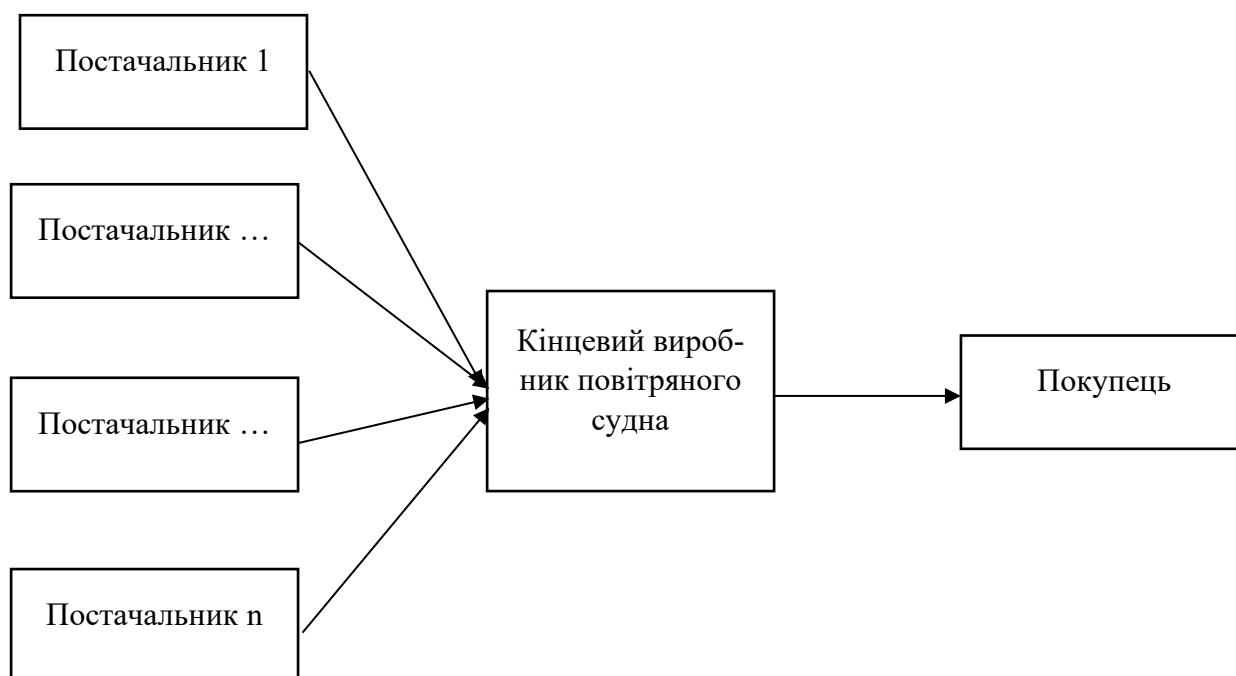 Постачальник 1
Постачальник …
Постачальник …
Постачальник n
Кінцевий вироб-
ник повітряного
судна
Покупець